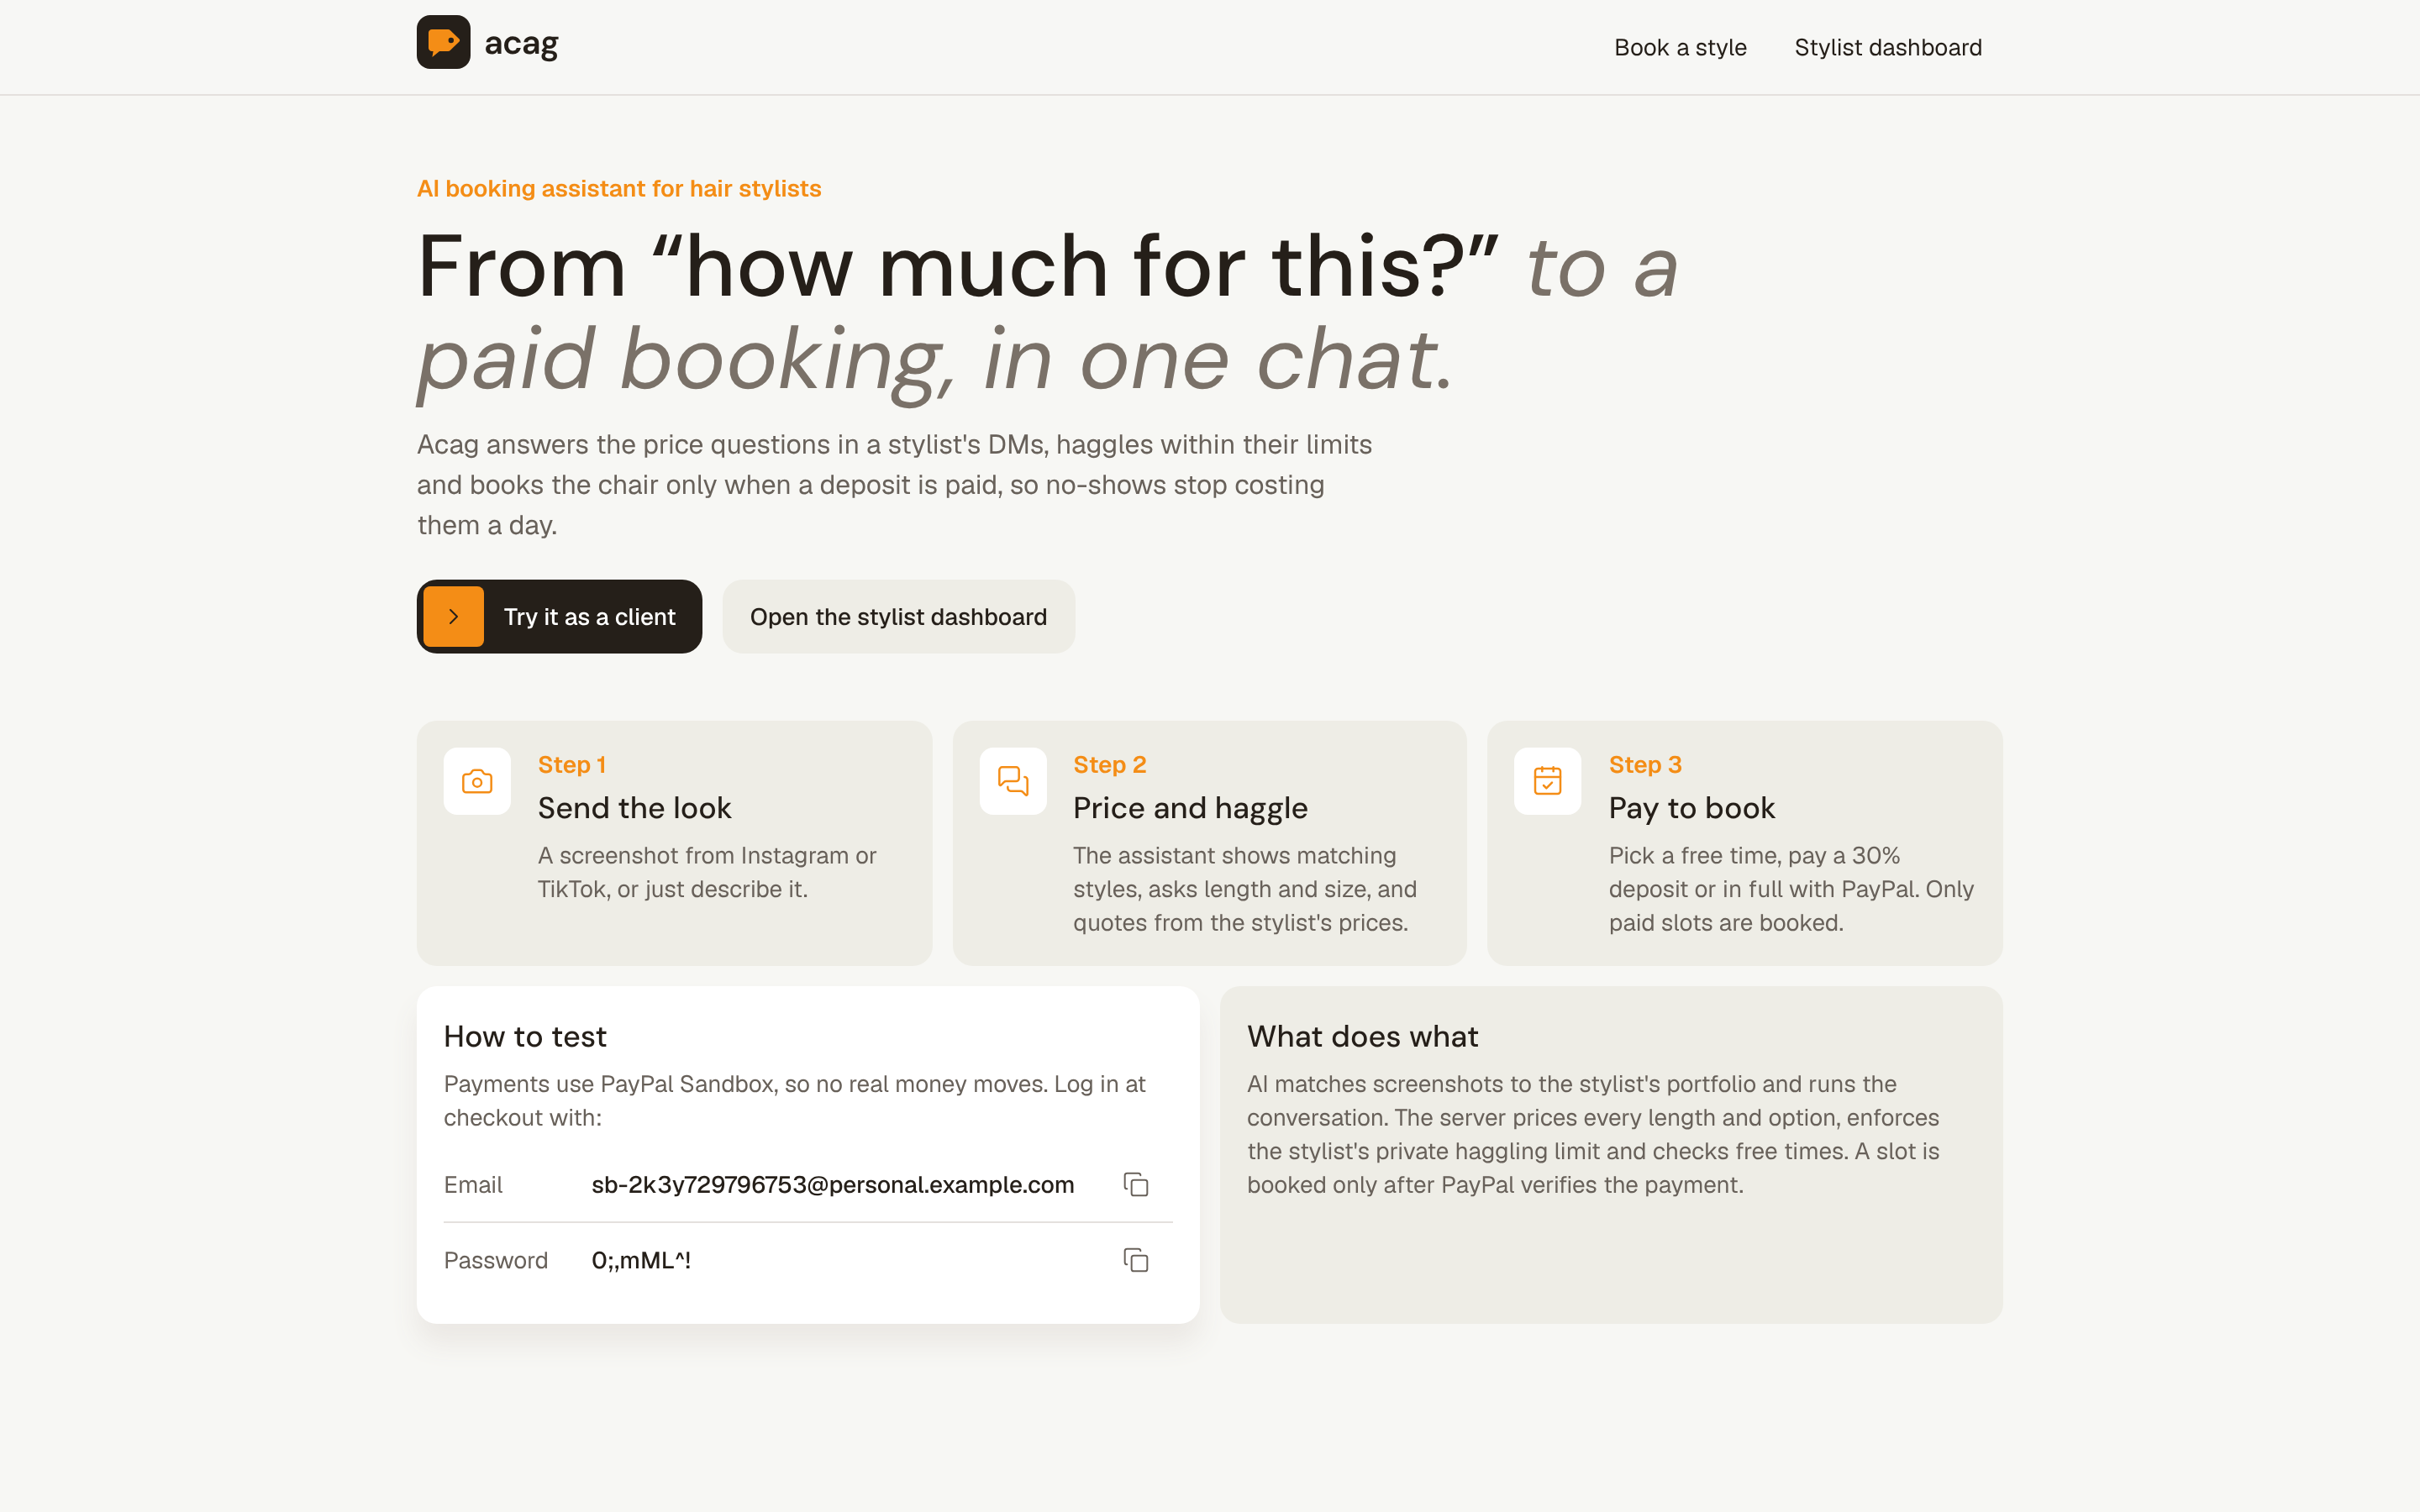 acag
Book a style
Stylist dashboard
AI booking assistant for hair stylists
From “how much for this?” to a
paid booking, in one chat.
Acag answers the price questions in a stylist's DMs, haggles within their limits
and books the chair only when a deposit is paid, so no-shows stop costing
them a day.
Try it as a client
Open the stylist dashboard
Step 1
Send the look
A screenshot from Instagram or
TikTok, or just describe it.
Step 2
Price and haggle
The assistant shows matching
styles, asks length and size, and
quotes from the stylist's prices.
Step 3
Pay to book
Pick a free time, pay a 30%
deposit or in full with PayPal. Only
paid slots are booked.
How to test
Payments use PayPal Sandbox, so no real money moves. Log in at
checkout with:
Email sb-2k3y729796753@personal.example.com
Password 0;,mML^!
What does what
AI matches screenshots to the stylist's portfolio and runs the
conversation. The server prices every length and option, enforces
the stylist's private haggling limit and checks free times. A slot is
booked only after PayPal verifies the payment.